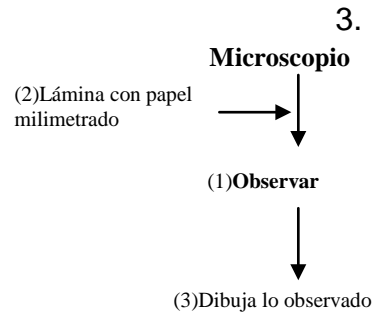 3.
Microscopio
(2)Lámina con papel
milimetrado
(1)Observar
(3)Dibuja lo observado